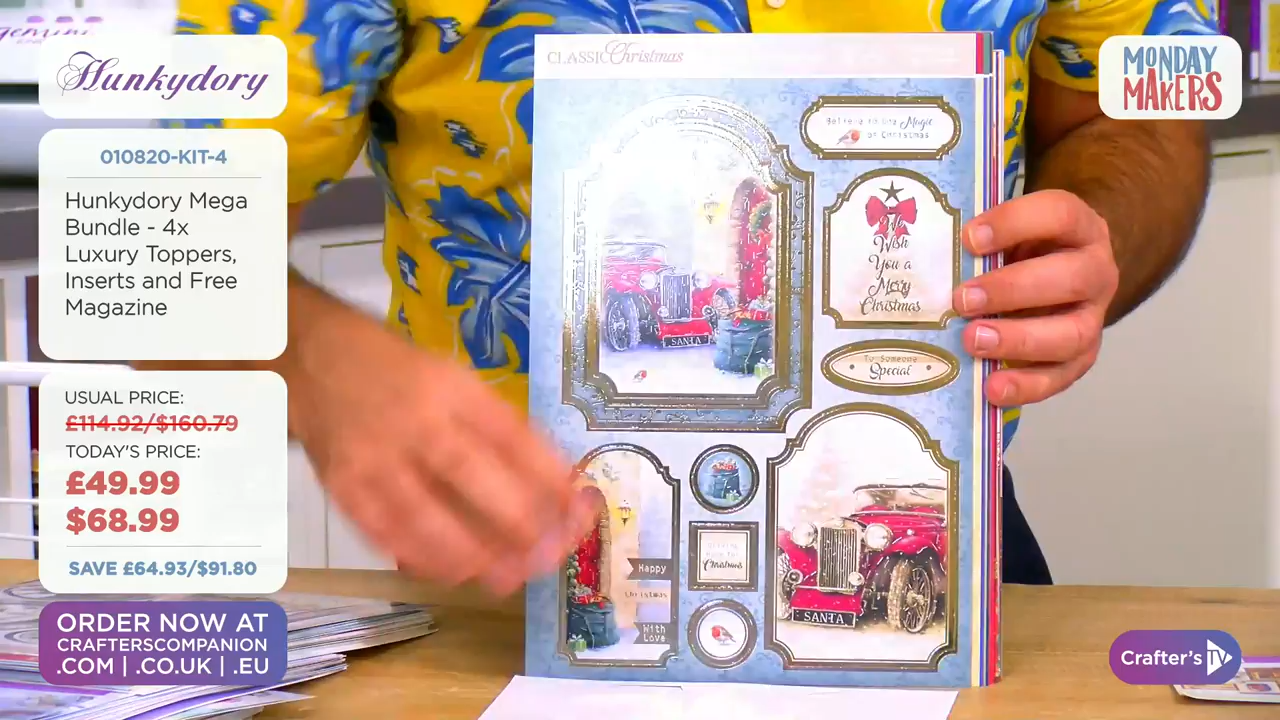 gemini
Hunkydory
010820-KIT-4
Hunkydory Mega
Bundle - 4x
Luxury Toppers,
Inserts and Free
Magazine
USUAL PRICE:
£114.92/$160.79
TODAY'S PRICE:
£49.99
$68.99
SAVE £64.93/$91.80
ORDER NOW AT
CRAFTERSCOMPANION
.COM | .CO.UK | .EU
CLASSIC Christmas
Believe in the Magic
of Christmas
We
Wish
You a
Merry
Christmas
To Someone
Special
SANTA
Happy
Christmas
With
Love
Christmas
SANTA
MONDAY
MAKERS
Crafter's TV